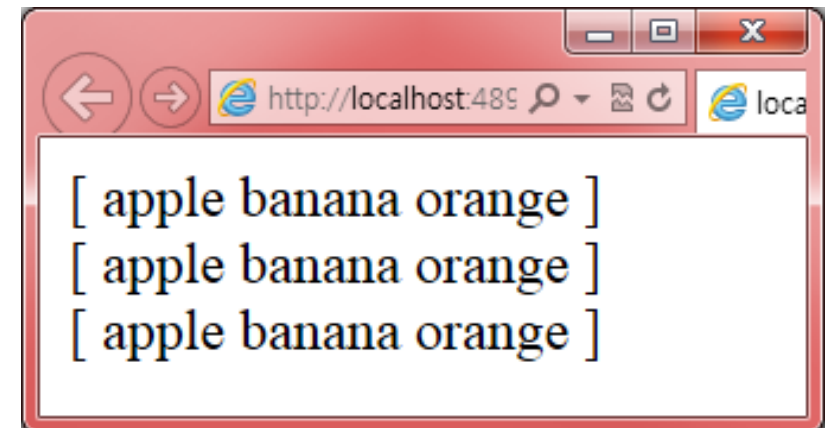 http://localhost:489
loca
[ apple banana orange ]
[ apple banana orange ]
[ apple banana orange ]